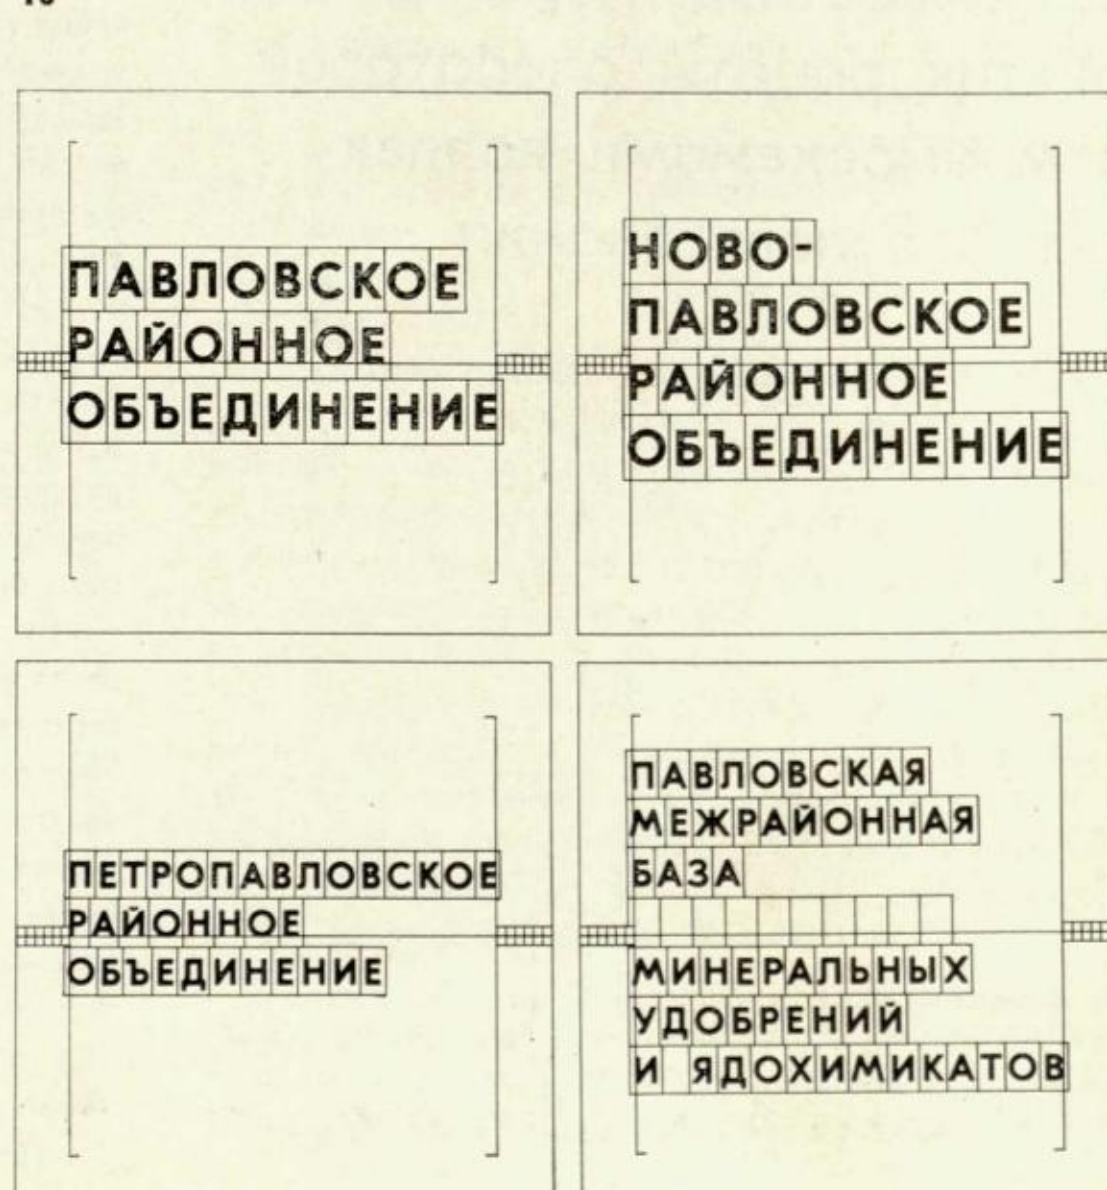 ПАВЛОВСКОЕ
РАЙОННОЕ
ОБЪЕДИНЕНИЕ
НОВО-
ПАВЛОВСКОЕ
РАЙОННОЕ
ОБЪЕДИНЕНИЕ
ПЕТРОПАВЛОВСКОЕ
РАЙОННОЕ
ОБЪЕДИНЕНИЕ
ПАВЛОВСКАЯ
МЕЖРАЙОННАЯ
БАЗА
МИНЕРАЛЬНЫХ
УДОБРЕНИЙ
И ЯДОХИМИКАТОВ